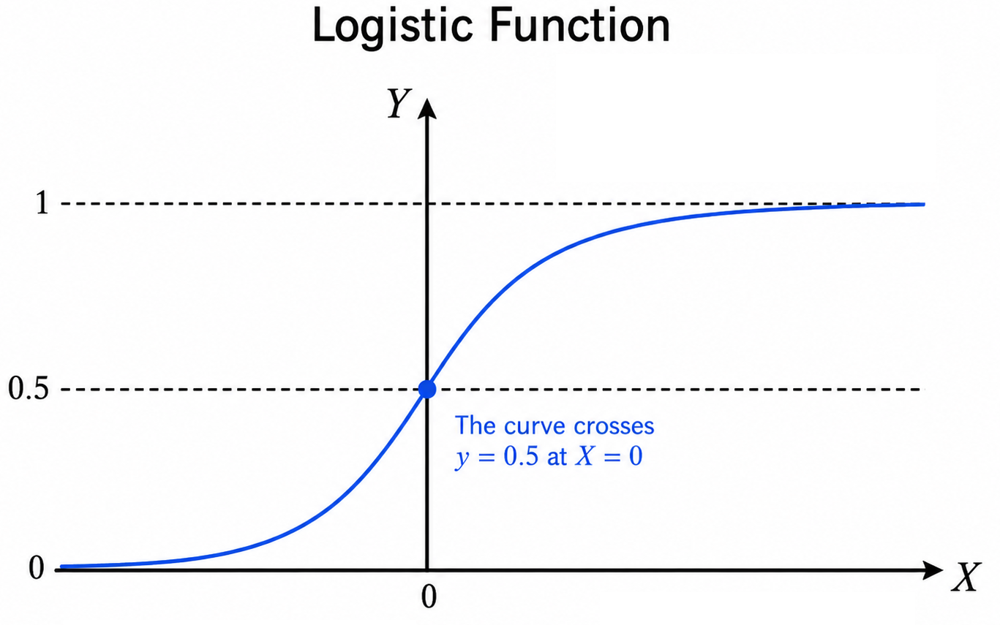 Logistic Function
Y
1
0.5
The curve crosses
y = 0.5 at X = 0
0
X
0